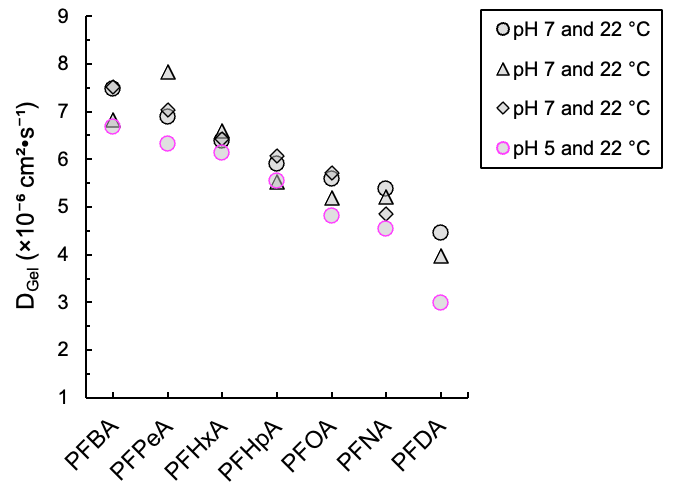 9
8
7
6
5
4
3
2
1
D_Gel (×10⁻⁶ cm²•s⁻¹)
PFBA
PFPeA
PFHxA
PFHpA
PFOA
PFNA
PFDA
pH 7 and 22 °C
pH 7 and 22 °C
pH 7 and 22 °C
pH 5 and 22 °C